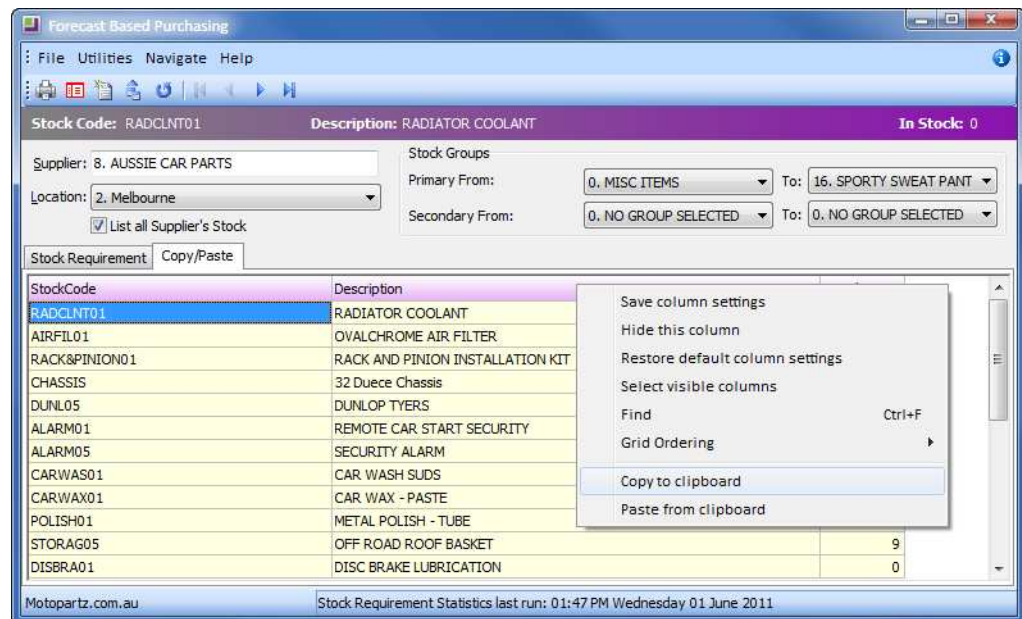 Forecast Based Purchasing
File Utilities Navigate Help
Stock Code: RADCLNT01 Description: RADIATOR COOLANT In Stock: 0
Supplier: 8. AUSSIE CAR PARTS
Location: 2. Melbourne
List all Supplier's Stock
Stock Groups
Primary From: 0. MISC ITEMS To: 16. SPORTY SWEAT PANT
Secondary From: 0. NO GROUP SELECTED To: 0. NO GROUP SELECTED
Stock Requirement Copy/Paste
StockCode Description
RADCLNT01 RADIATOR COOLANT
AIRFIL01 OVALCHROME AIR FILTER
RACK&PINION01 RACK AND PINION INSTALLATION KIT
CHASSIS 32 Duece Chassis
DUNL05 DUNLOP TYERS
ALARM01 REMOTE CAR START SECURITY
ALARM05 SECURITY ALARM
CARWAS01 CAR WASH SUDS
CARWAX01 CAR WAX - PASTE
POLISH01 METAL POLISH - TUBE
STORAG05 OFF ROAD ROOF BASKET 9
DISBRA01 DISC BRAKE LUBRICATION 0
Save column settings
Hide this column
Restore default column settings
Select visible columns
Find Ctrl+F
Grid Ordering
Copy to clipboard
Paste from clipboard
Motopartz.com.au Stock Requirement Statistics last run: 01:47 PM Wednesday 01 June 2011